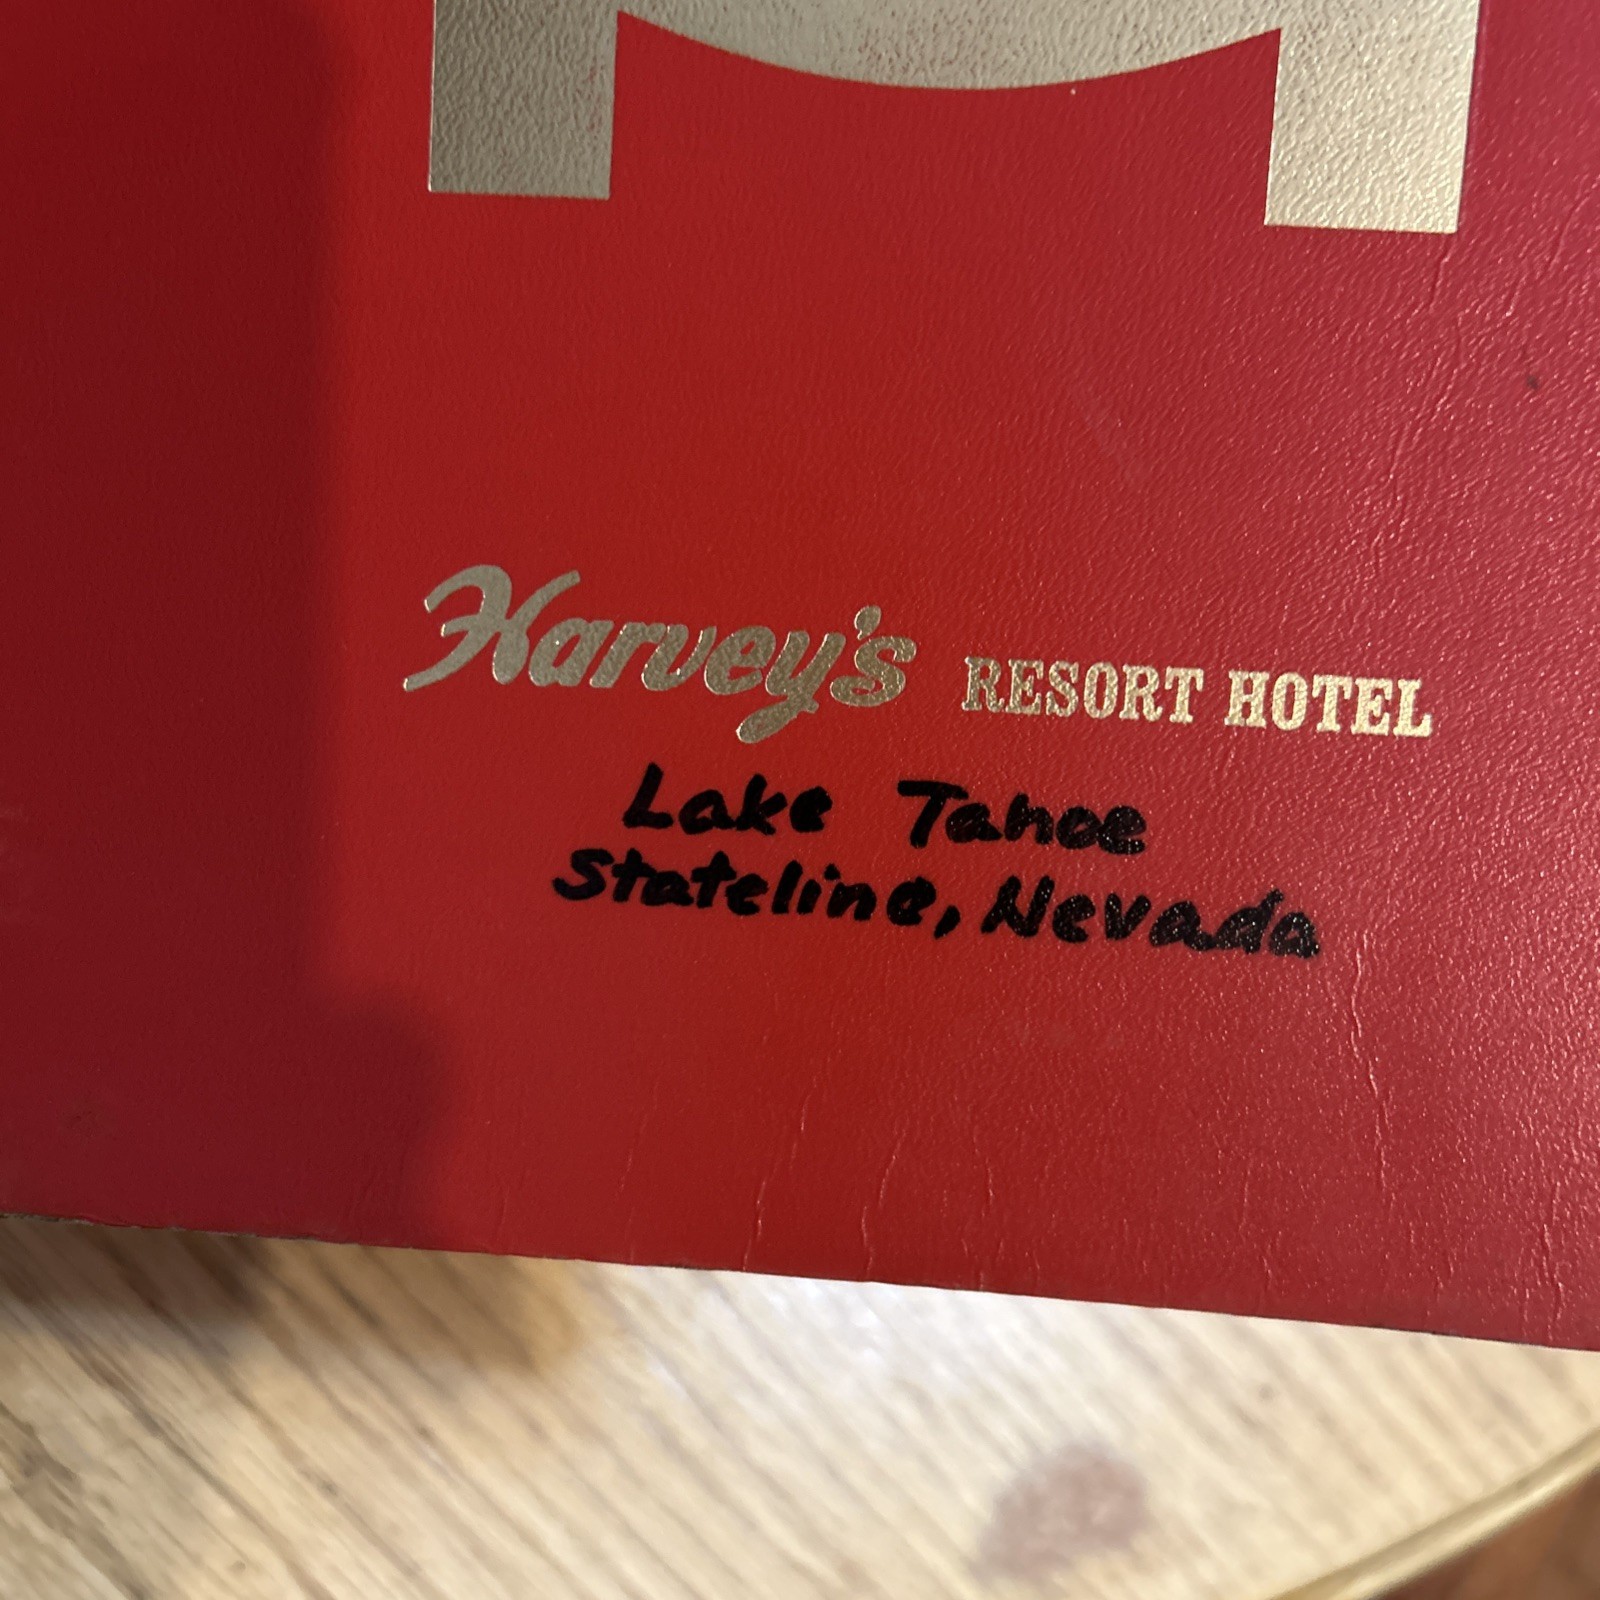 Harvey's RESORT HOTEL
Lake Tahoe
Stateline, Nevada